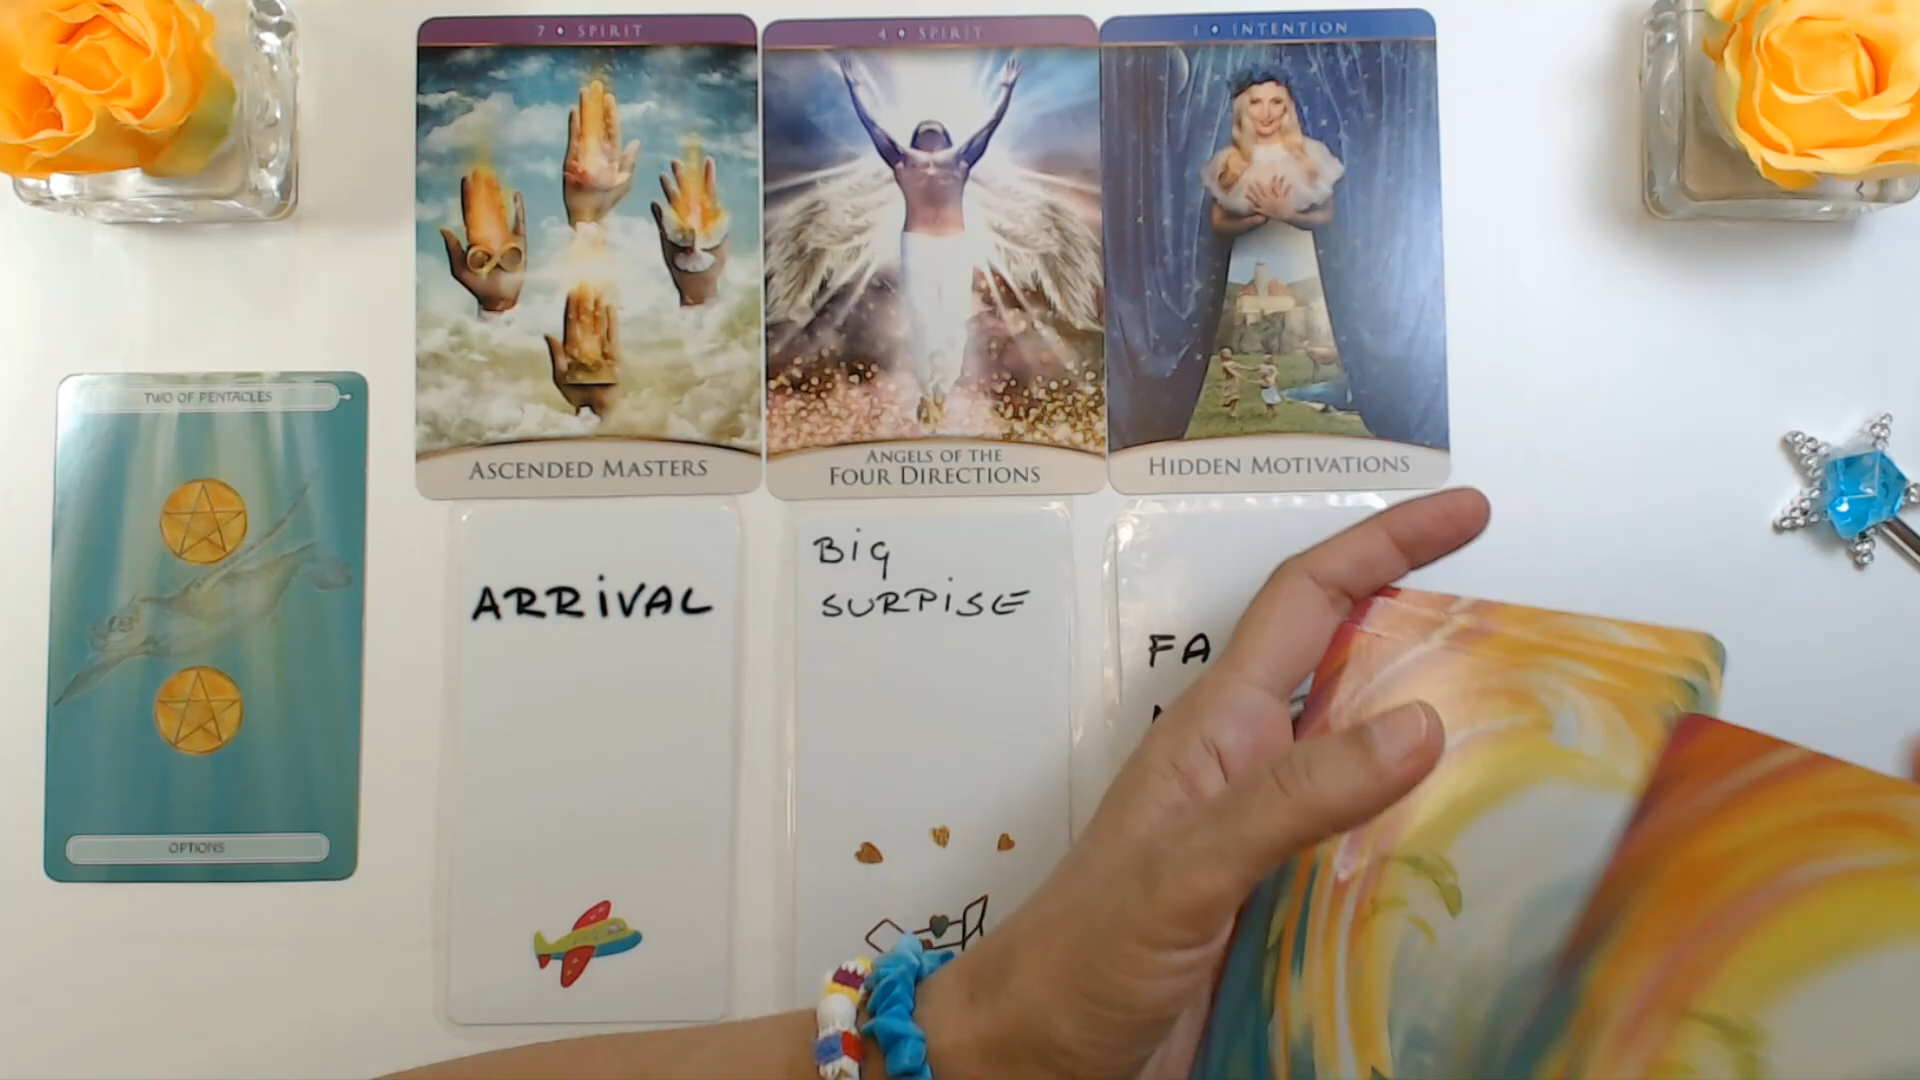 7 • SPIRIT
4 • SPIRIT
1 • INTENTION
ASCENDED MASTERS
ANGELS OF THE
FOUR DIRECTIONS
HIDDEN MOTIVATIONS
TWO OF PENTACLES
OPTIONS
ARRiVAL
Big
SURPiSE
FA